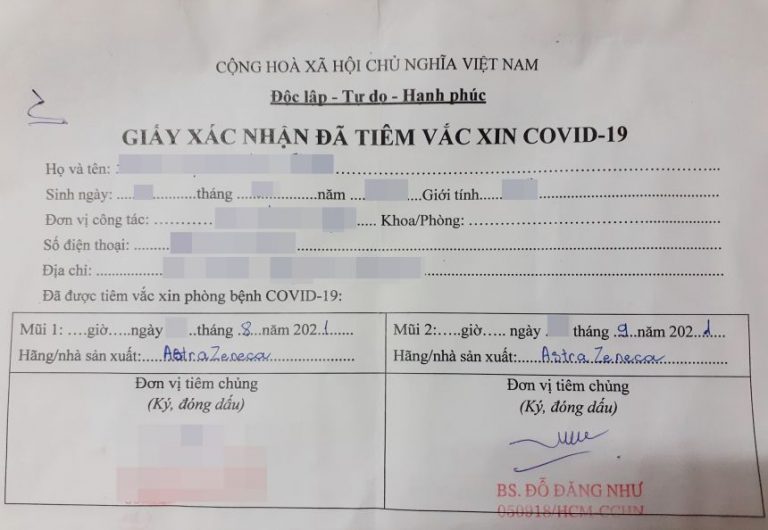 CỘNG HOÀ XÃ HỘI CHỦ NGHĨA VIỆT NAM
Độc lập - Tự do - Hanh phúc
GIẤY XÁC NHẬN ĐÃ TIÊM VẮC XIN COVID-19
Họ và tên:
Sinh ngày: tháng năm Giới tính
Đơn vị công tác: Khoa/Phòng:
Số điện thoại:
Địa chỉ:
Đã được tiêm vắc xin phòng bệnh COVID-19:
Mũi 1:....giờ.....ngày tháng 8 năm 2021
Hãng/nhà sản xuất: AstraZeneca
Đơn vị tiêm chủng
(Ký, đóng dấu)
Mũi 2:....giờ.... ngày tháng 9 năm 2021
Hãng/nhà sản xuất: AstraZeneca
Đơn vị tiêm chủng
(Ký, đóng dấu)
BS. ĐỖ ĐĂNG NHƯ
050918/HCM-CCHN